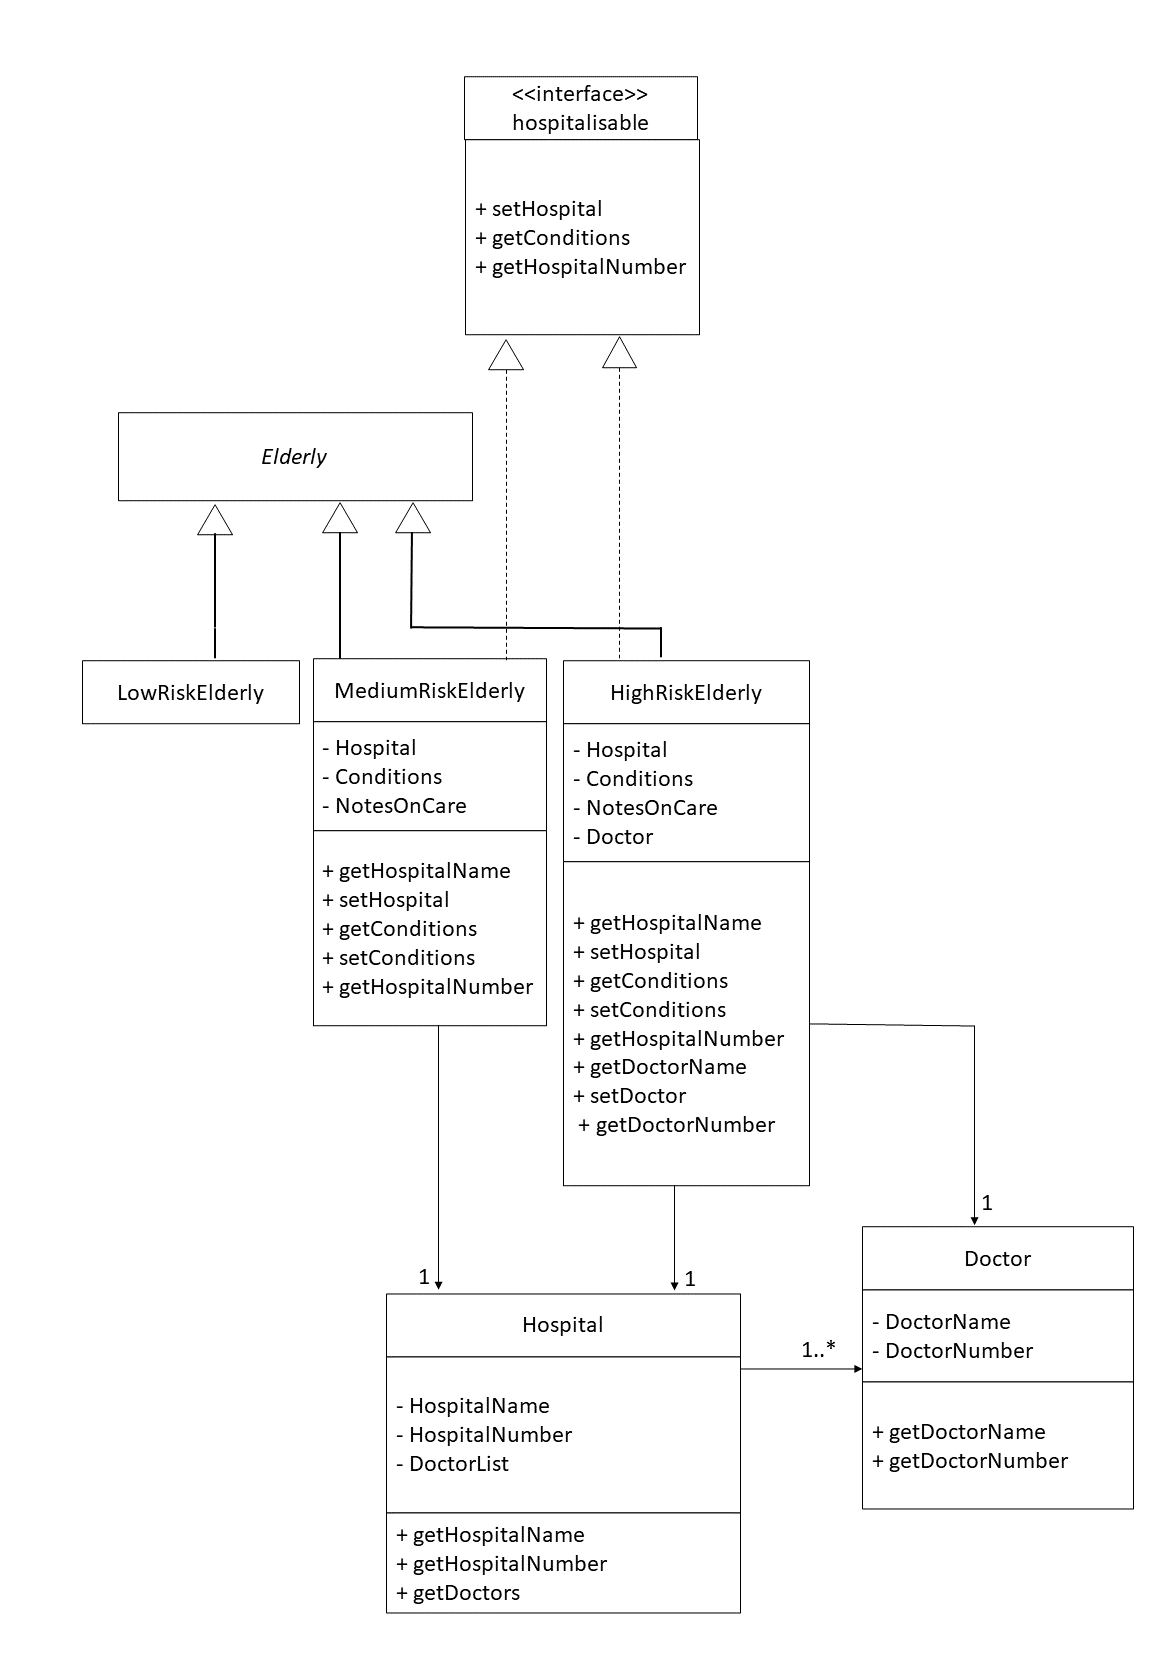 <<interface>>
hospitalisable
+ setHospital
+ getConditions
+ getHospitalNumber
Elderly
LowRiskElderly
MediumRiskElderly
- Hospital
- Conditions
- NotesOnCare
+ getHospitalName
+ setHospital
+ getConditions
+ setConditions
+ getHospitalNumber
HighRiskElderly
- Hospital
- Conditions
- NotesOnCare
- Doctor
+ getHospitalName
+ setHospital
+ getConditions
+ setConditions
+ getHospitalNumber
+ getDoctorName
+ setDoctor
+ getDoctorNumber
1
1
1
Hospital
- HospitalName
- HospitalNumber
- DoctorList
+ getHospitalName
+ getHospitalNumber
+ getDoctors
1..*
Doctor
- DoctorName
- DoctorNumber
+ getDoctorName
+ getDoctorNumber